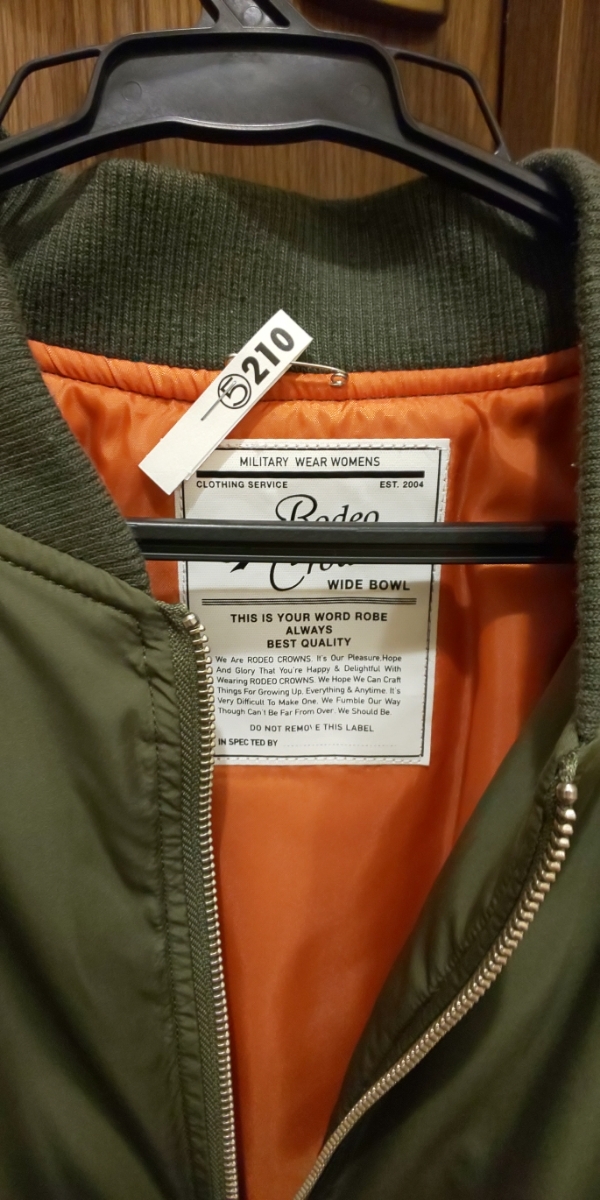 ⑤210
MILITARY WEAR WOMENS
CLOTHING SERVICE EST. 2004
Rodeo
WIDE BOWL
THIS IS YOUR WORD ROBE
ALWAYS
BEST QUALITY
We Are RODEO CROWNS. It's Our Pleasure.Hope
And Glory That You're Happy & Delightful With
Wearing RODEO CROWNS. We Hope We Can Craft
Things For Growing Up, Everything & Anytime. It's
Very Difficult To Make One. We Fumble Our Way
Though Can't Be Far From Over. We Should Be
DO NOT REMOVE THIS LABEL
IN SPECTED BY